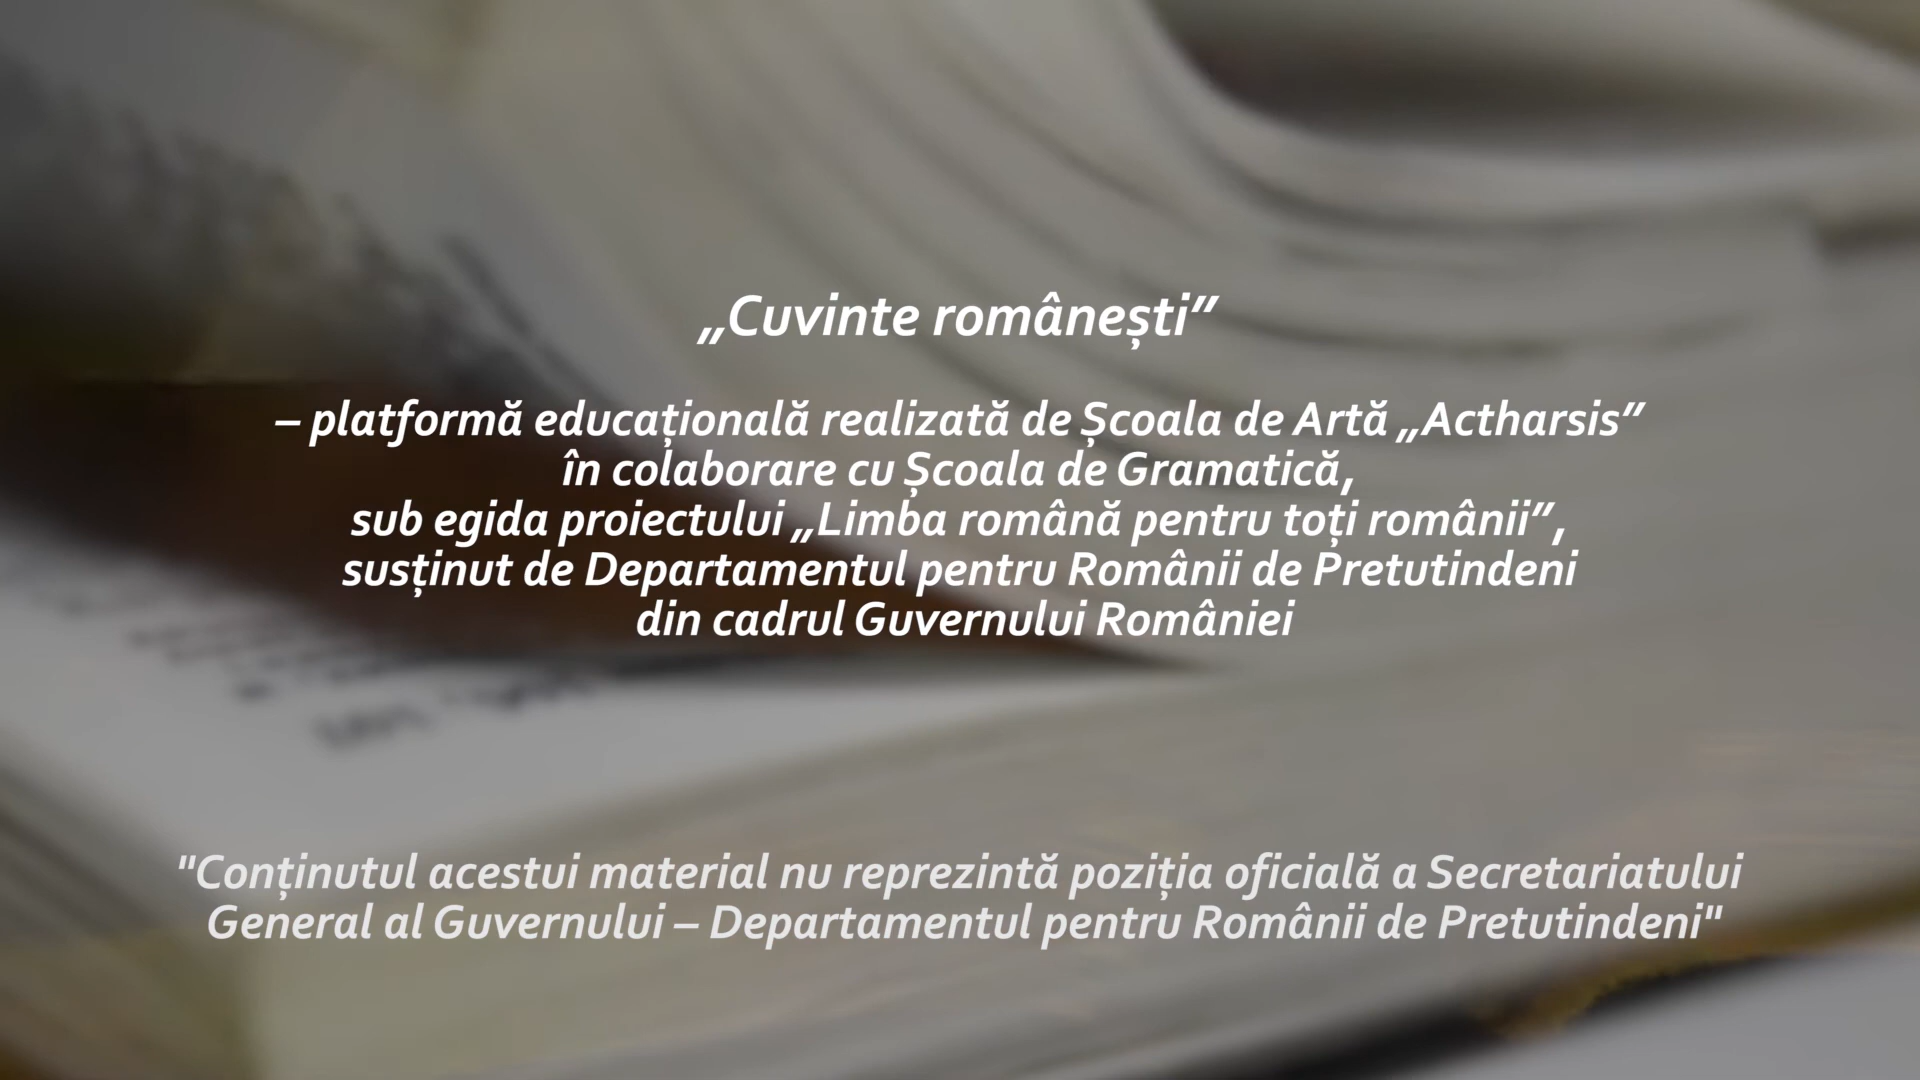 „Cuvinte românești”
– platformă educațională realizată de Școala de Artă „Actharsis”
în colaborare cu Școala de Gramatică,
sub egida proiectului „Limba română pentru toți românii”,
susținut de Departamentul pentru Românii de Pretutindeni
din cadrul Guvernului României
"Conținutul acestui material nu reprezintă poziția oficială a Secretariatului
General al Guvernului – Departamentul pentru Românii de Pretutindeni"